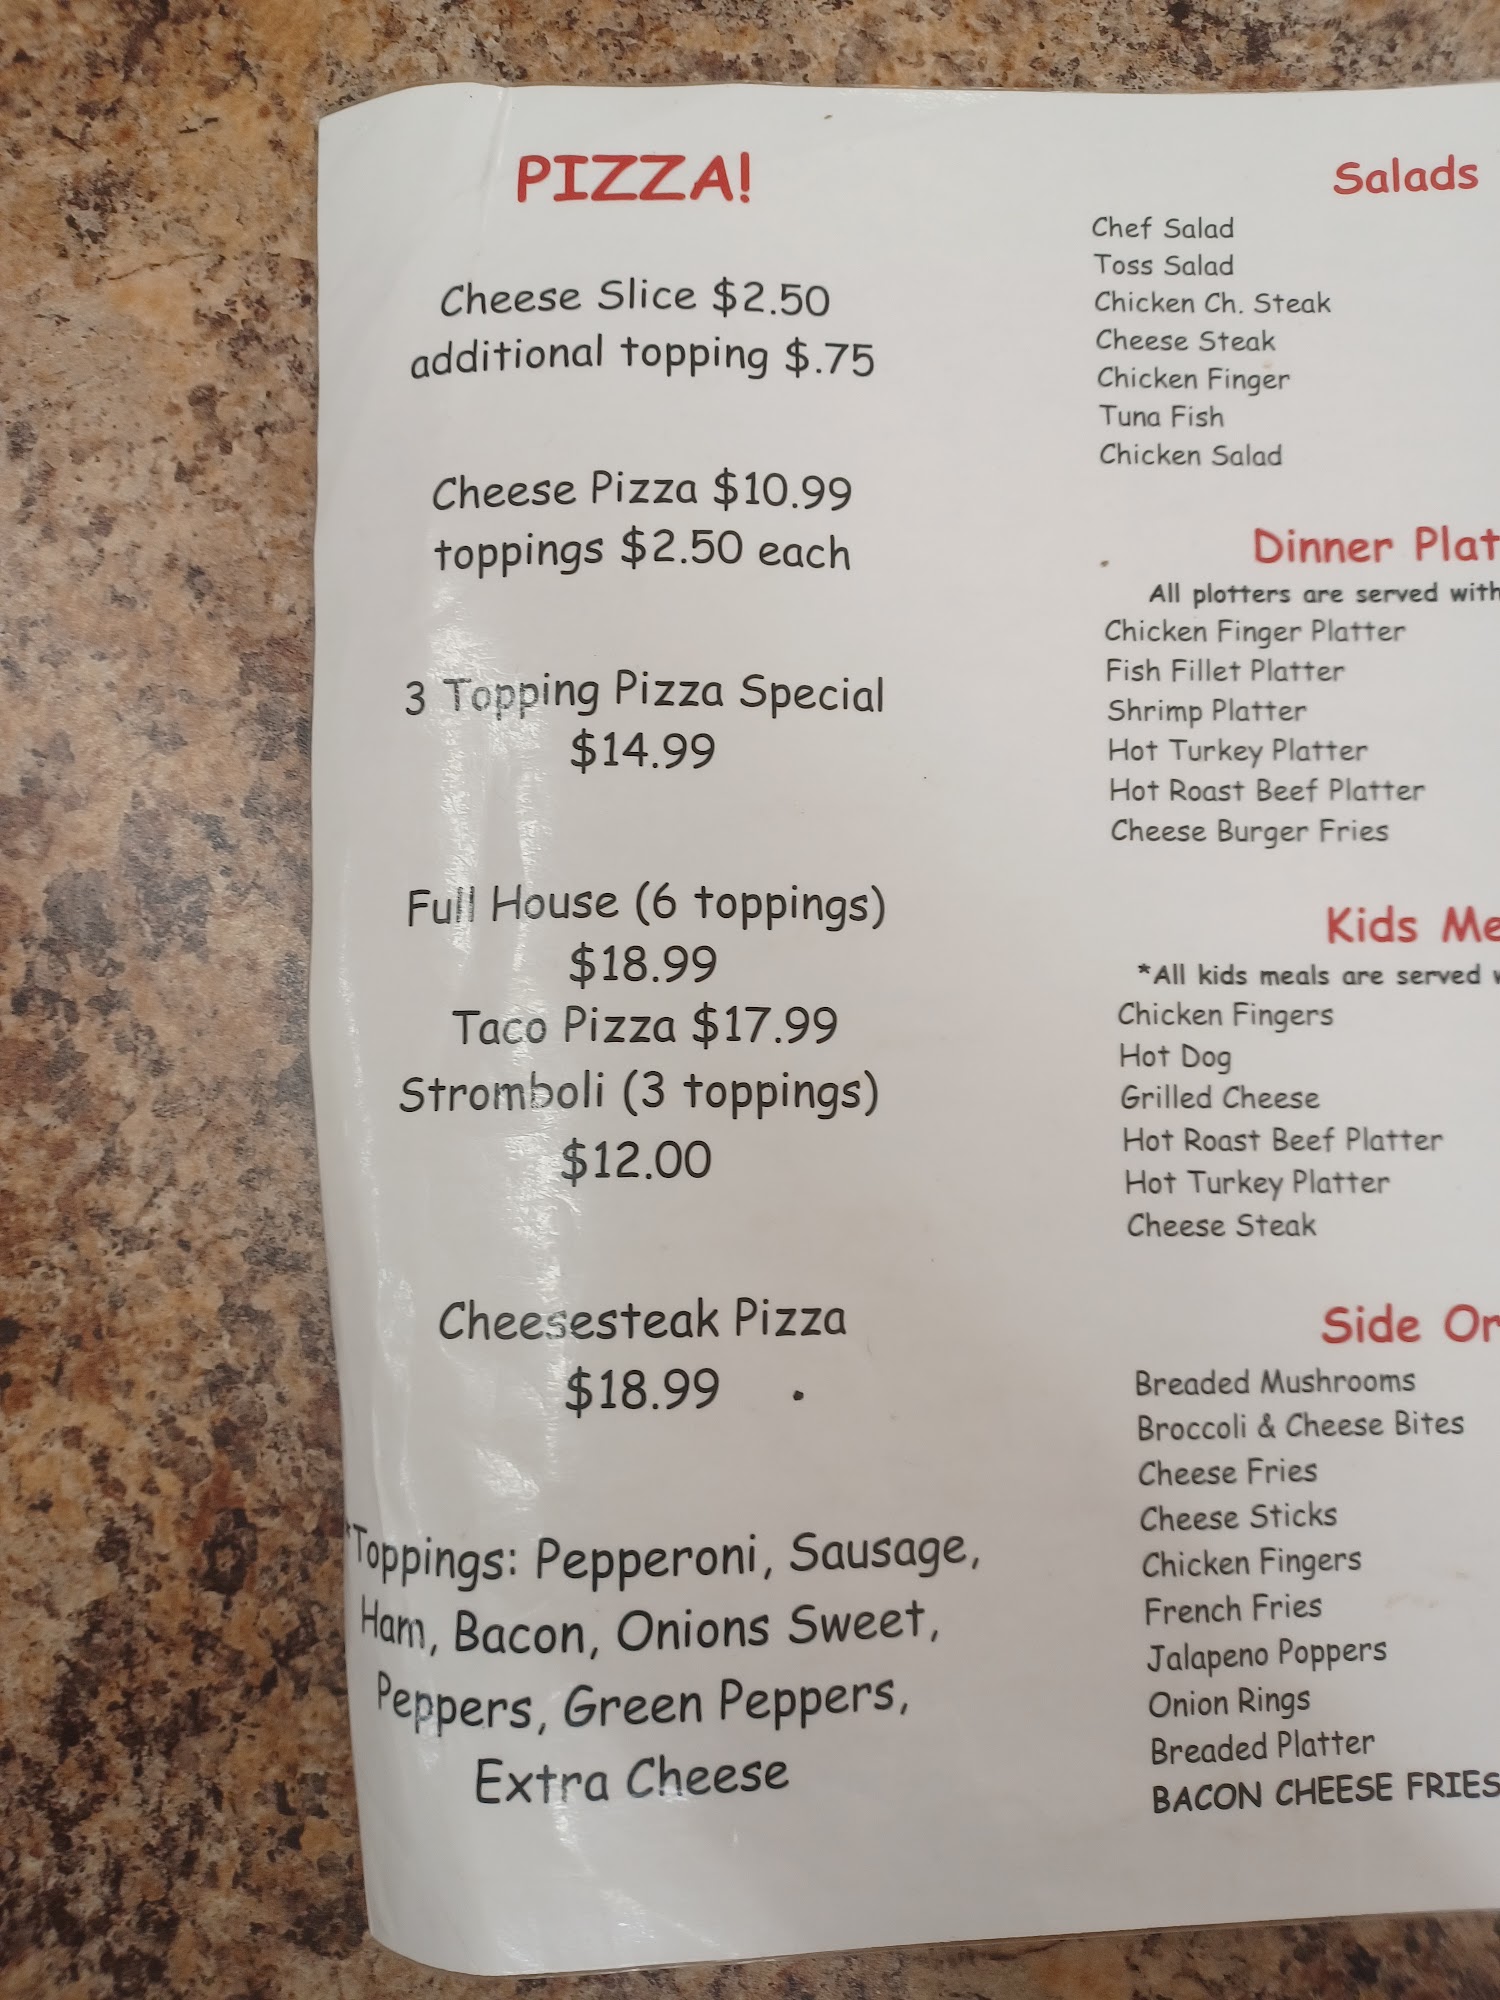 PIZZA!
Cheese Slice $2.50
additional topping $.75
Cheese Pizza $10.99
toppings $2.50 each
3 Topping Pizza Special
$14.99
Full House (6 toppings)
$18.99
Taco Pizza $17.99
Stromboli (3 toppings)
$12.00
Cheesesteak Pizza
$18.99
*Toppings: Pepperoni, Sausage,
Ham, Bacon, Onions Sweet,
Peppers, Green Peppers,
Extra Cheese
Salads
Chef Salad
Toss Salad
Chicken Ch. Steak
Cheese Steak
Chicken Finger
Tuna Fish
Chicken Salad
Dinner Plat
All plotters are served with
Chicken Finger Platter
Fish Fillet Platter
Shrimp Platter
Hot Turkey Platter
Hot Roast Beef Platter
Cheese Burger Fries
Kids Me
*All kids meals are served
Chicken Fingers
Hot Dog
Grilled Cheese
Hot Roast Beef Platter
Hot Turkey Platter
Cheese Steak
Side Or
Breaded Mushrooms
Broccoli & Cheese Bites
Cheese Fries
Cheese Sticks
Chicken Fingers
French Fries
Jalapeno Poppers
Onion Rings
Breaded Platter
BACON CHEESE FRIES